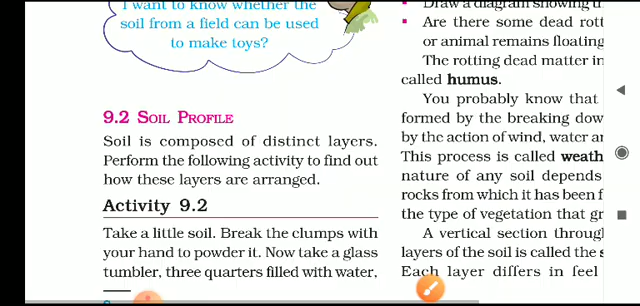 I want to know whether the
soil from a field can be used
to make toys?
9.2 SOIL PROFILE
Soil is composed of distinct layers.
Perform the following activity to find out
how these layers are arranged.
Activity 9.2
Take a little soil. Break the clumps with
your hand to powder it. Now take a glass
tumbler, three quarters filled with water,
Draw a diagram showing
Are there some dead
or animal remains floating
The rotting dead matter in
called humus.
You probably know that
formed by the breaking
by the action of wind, water
This process is called
nature of any soil depends
rocks from which it has been
the type of vegetation that
A vertical section
layers of the soil is called the
Each layer differs in feel